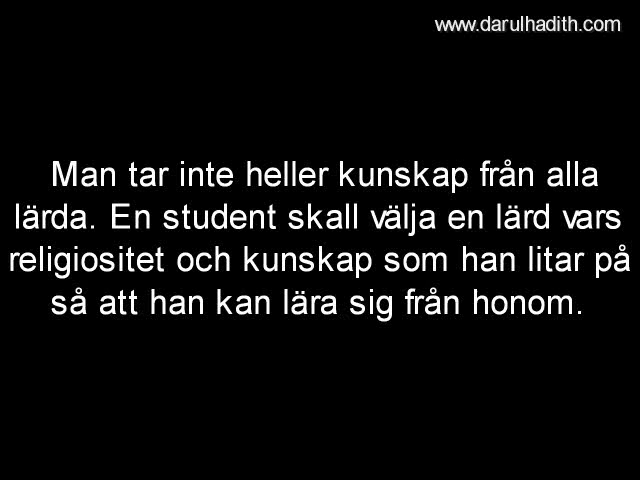 www.darulhadith.com
Man tar inte heller kunskap från alla
lärda. En student skall välja en lärd vars
religiositet och kunskap som han litar på
så att han kan lära sig från honom.